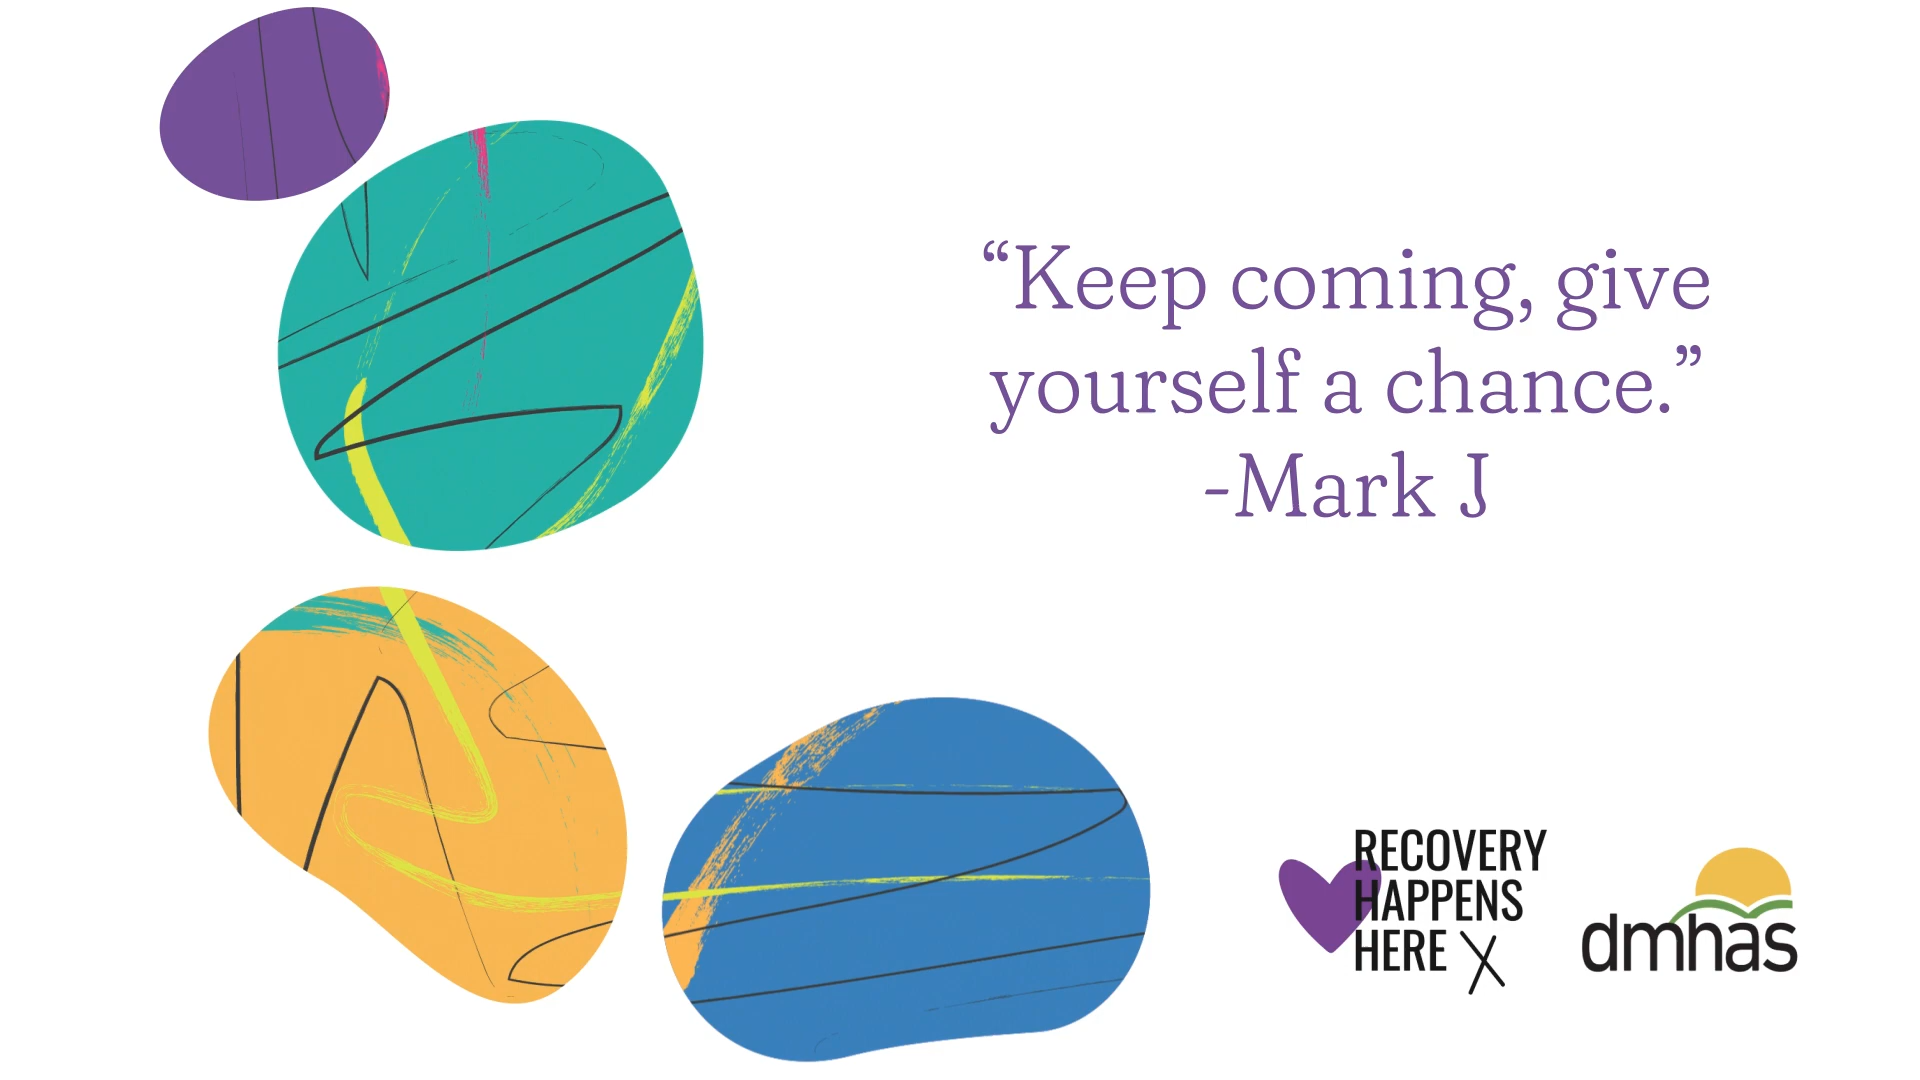 “Keep coming, give
yourself a chance.”
-Mark J
RECOVERY
HAPPENS
HERE X
dmhas